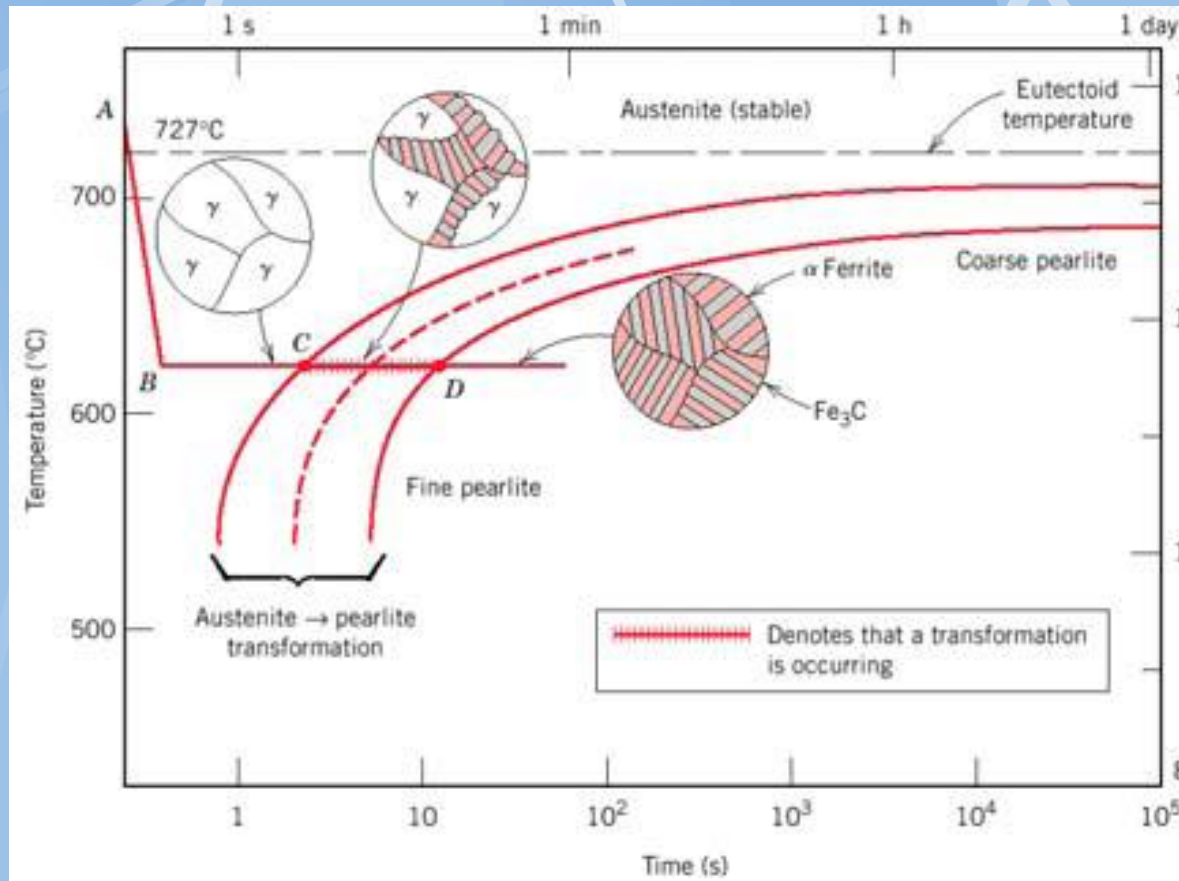 1 s
1 min
1 h
1 day
A
727°C
Austenite (stable)
Eutectoid
temperature
γ
γ
γ
γ
γ
γ
γ
700
α Ferrite
Coarse pearlite
C
B
D
Temperature (°C)
600
Fe3C
Fine pearlite
Austenite → pearlite
transformation
500
Denotes that a transformation
is occurring
1
10
10²
10³
10⁴
10⁵
Time (s)